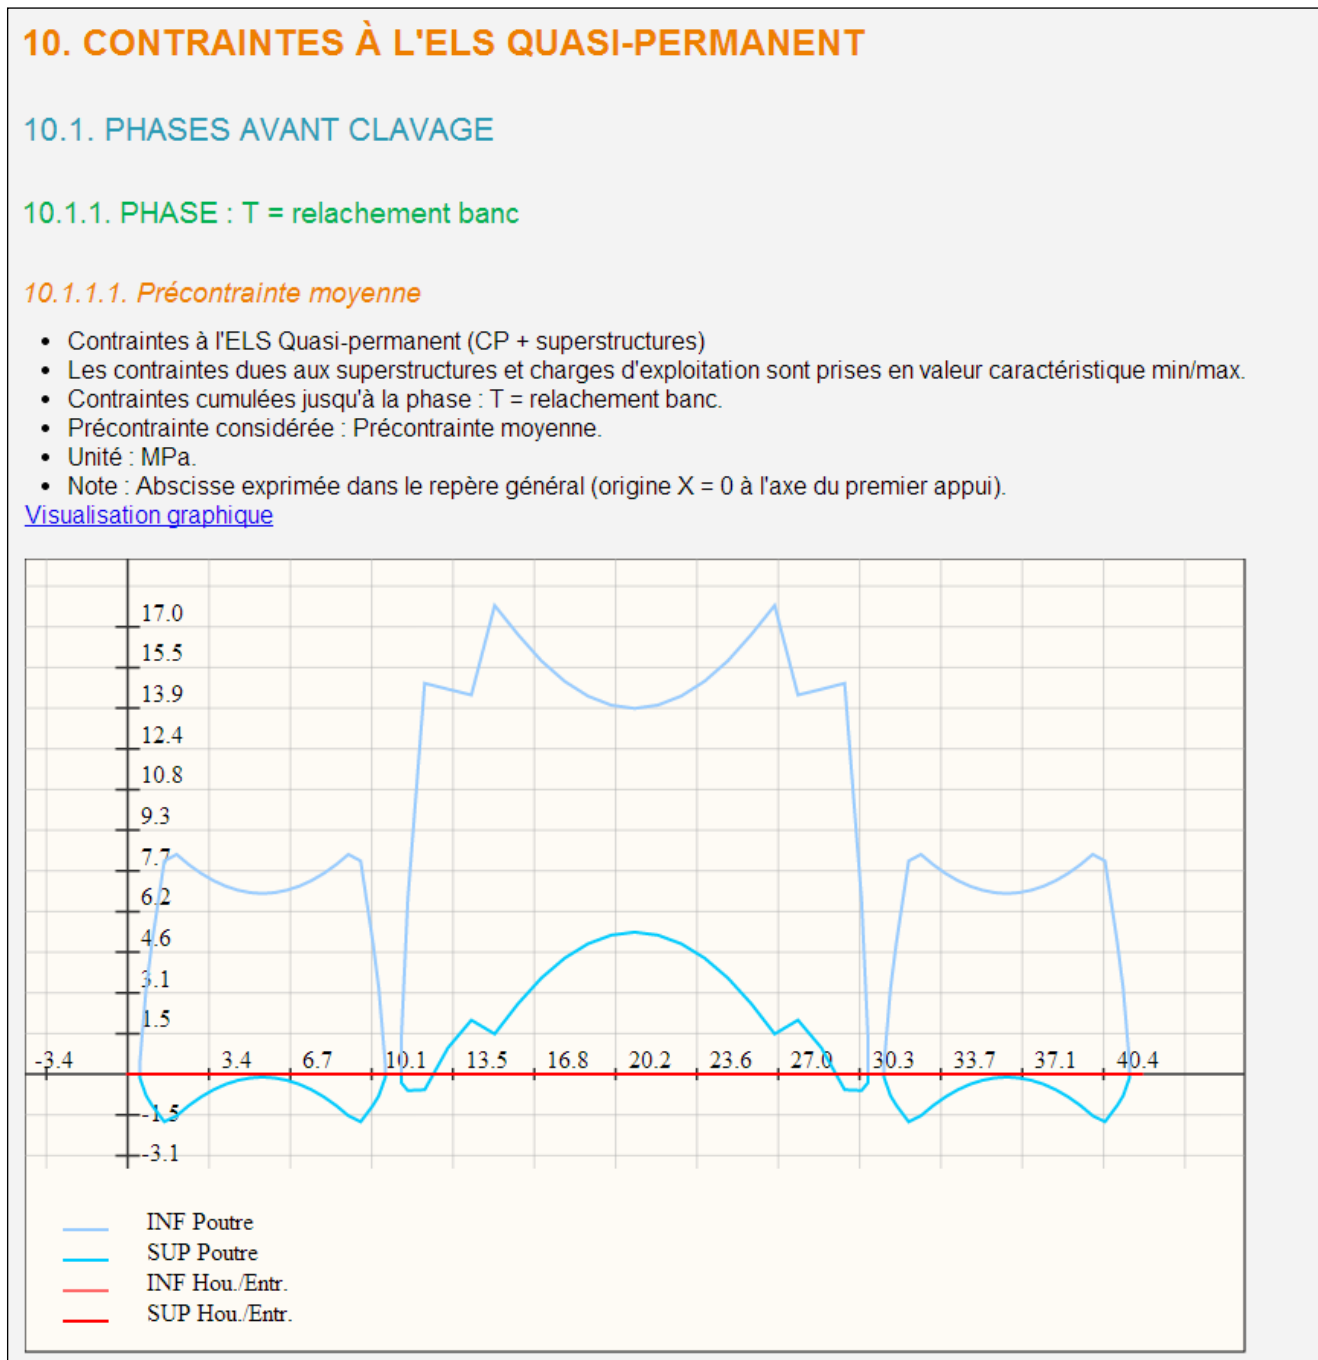 10. CONTRAINTES À L'ELS QUASI-PERMANENT
10.1. PHASES AVANT CLAVAGE
10.1.1. PHASE : T = relachement banc
10.1.1.1. Précontrainte moyenne
• Contraintes à l'ELS Quasi-permanent (CP + superstructures)
• Les contraintes dues aux superstructures et charges d'exploitation sont prises en valeur caractéristique min/max.
• Contraintes cumulées jusqu'à la phase : T = relachement banc.
• Précontrainte considérée : Précontrainte moyenne.
• Unité : MPa.
• Note : Abscisse exprimée dans le repère général (origine X = 0 à l'axe du premier appui).
Visualisation graphique
17.0
15.5
13.9
12.4
10.8
9.3
7.7
6.2
4.6
3.1
1.5
-3.4 3.4 6.7 10.1 13.5 16.8 20.2 23.6 27.0 30.3 33.7 37.1 40.4
-1.5
-3.1
INF Poutre
SUP Poutre
INF Hou./Entr.
SUP Hou./Entr.